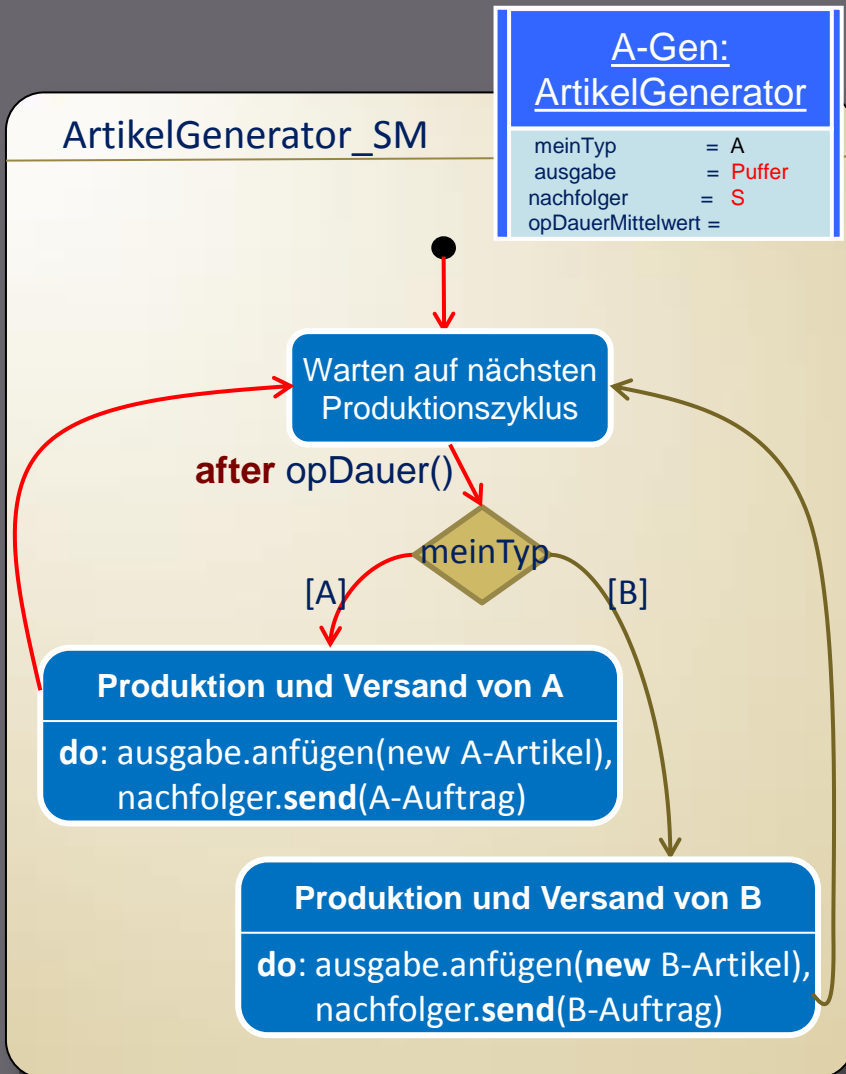 A-Gen:
ArtikelGenerator
meinTyp = A
ausgabe = Puffer
nachfolger = S
opDauerMittelwert =
ArtikelGenerator_SM
Warten auf nächsten
Produktionszyklus
after opDauer()
meinTyp
[A]
[B]
Produktion und Versand von A
do: ausgabe.anfügen(new A-Artikel),
nachfolger.send(A-Auftrag)
Produktion und Versand von B
do: ausgabe.anfügen(new B-Artikel),
nachfolger.send(B-Auftrag)